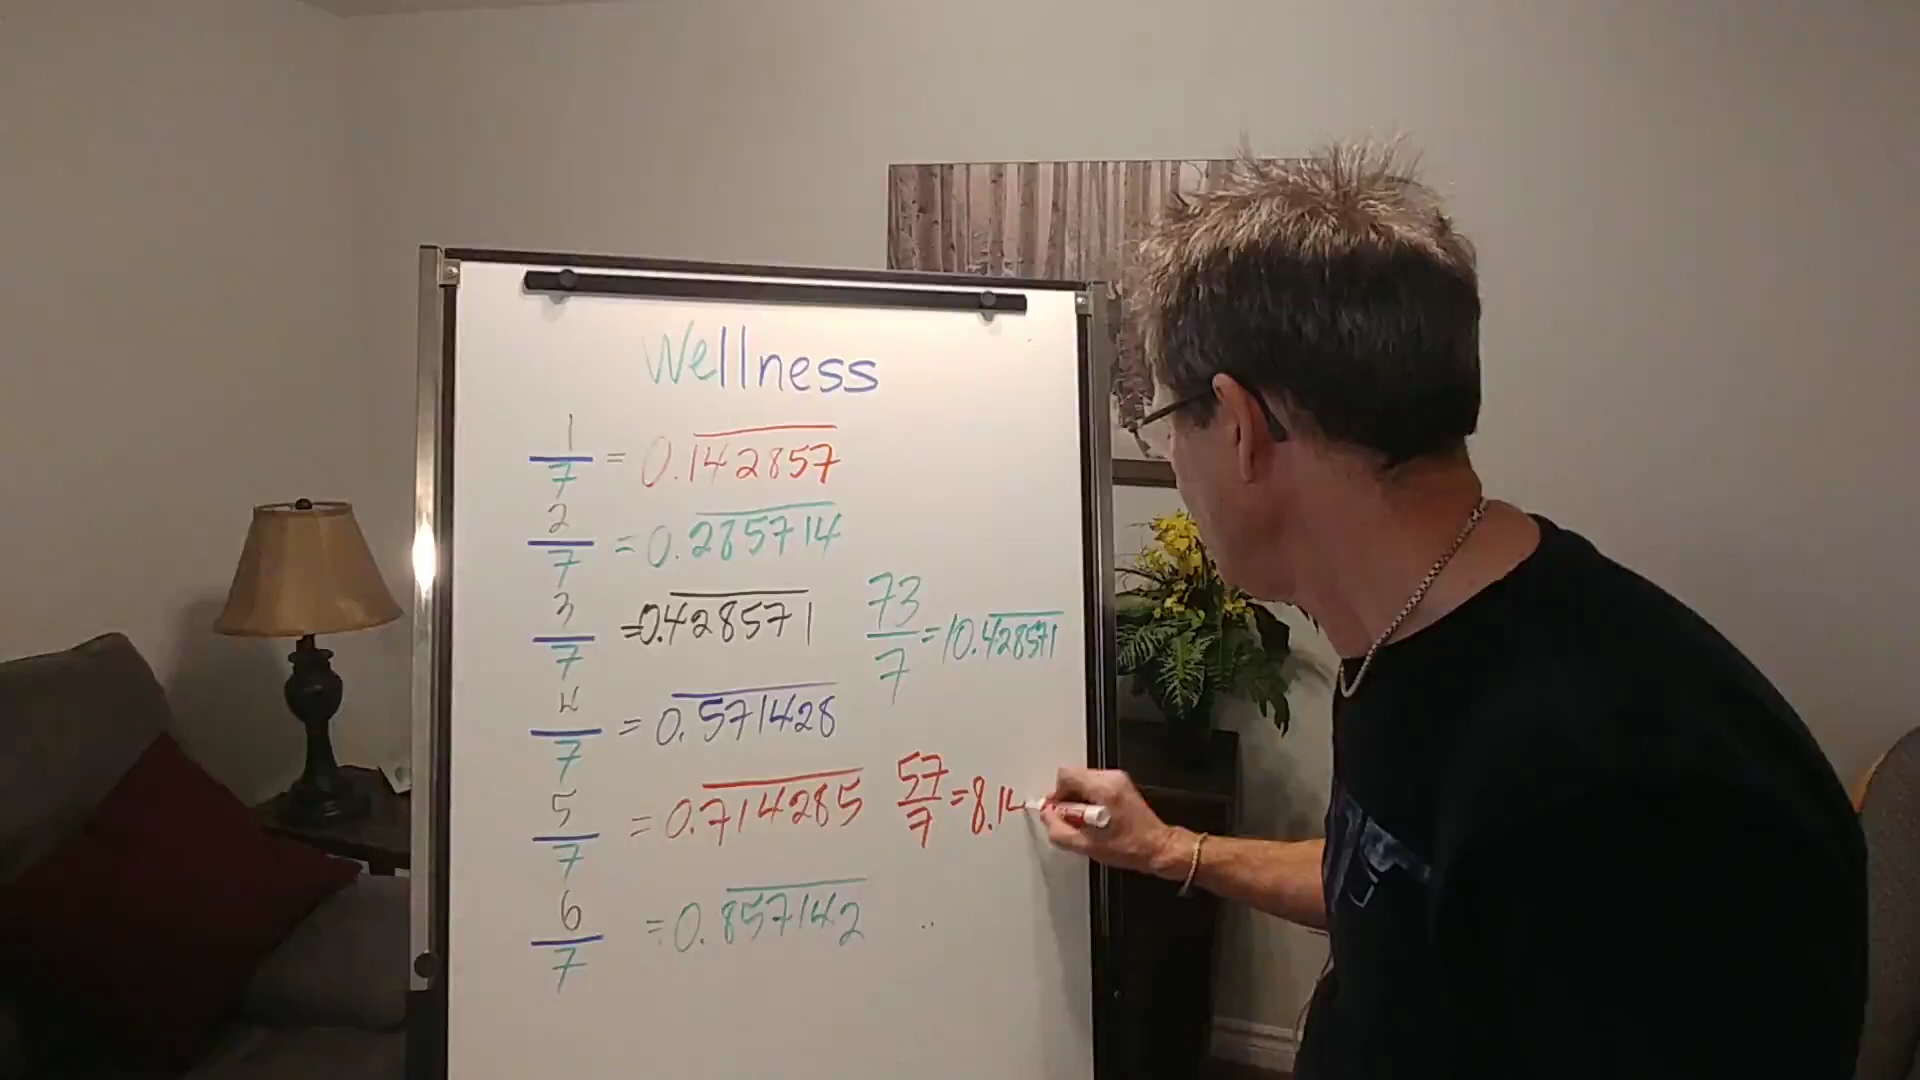 Wellness
1/7 = 0.142857
2/7 = 0.285714
3/7 = 0.428571
73/7 = 10.428571
4/7 = 0.571428
5/7 = 0.714285
57/7 = 8.14
6/7 = 0.857142 ..